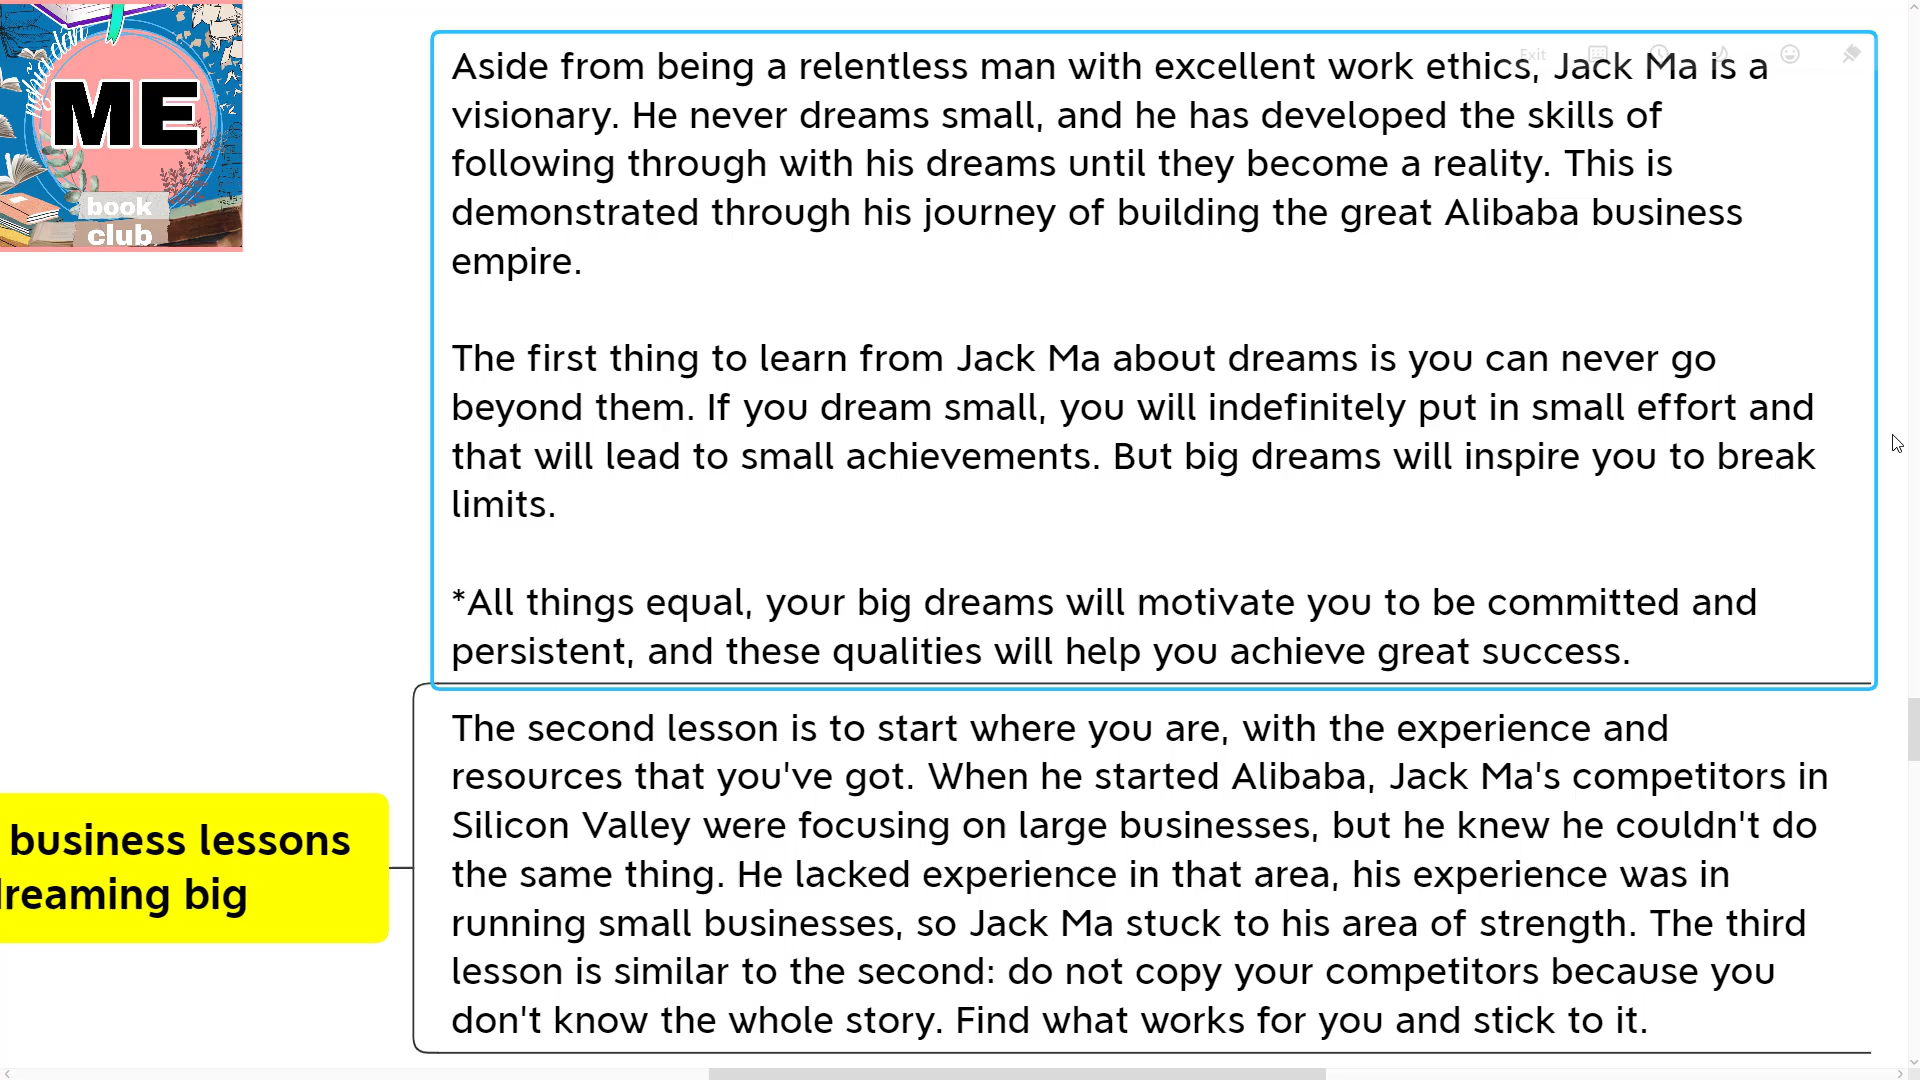 ME
book
club
Exit
Aside from being a relentless man with excellent work ethics, Jack Ma is a
visionary. He never dreams small, and he has developed the skills of
following through with his dreams until they become a reality. This is
demonstrated through his journey of building the great Alibaba business
empire.
The first thing to learn from Jack Ma about dreams is you can never go
beyond them. If you dream small, you will indefinitely put in small effort and
that will lead to small achievements. But big dreams will inspire you to break
limits.
*All things equal, your big dreams will motivate you to be committed and
persistent, and these qualities will help you achieve great success.
business lessons
dreaming big
The second lesson is to start where you are, with the experience and
resources that you've got. When he started Alibaba, Jack Ma's competitors in
Silicon Valley were focusing on large businesses, but he knew he couldn't do
the same thing. He lacked experience in that area, his experience was in
running small businesses, so Jack Ma stuck to his area of strength. The third
lesson is similar to the second: do not copy your competitors because you
don't know the whole story. Find what works for you and stick to it.